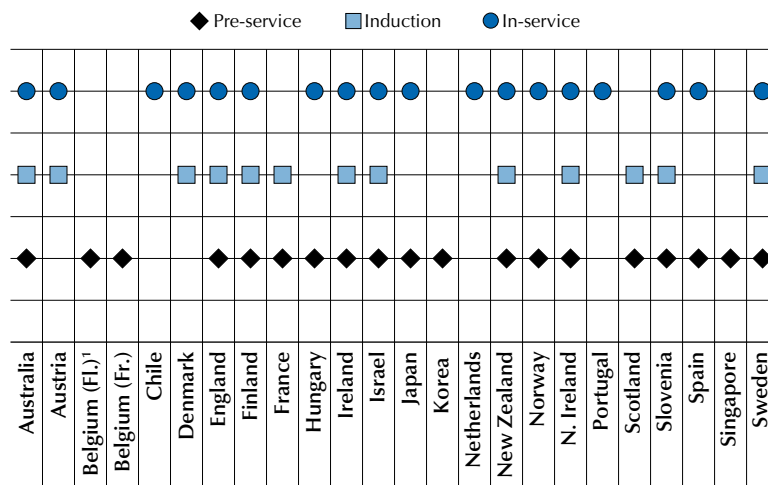 Pre-service Induction In-service
Australia
Austria
Belgium (Fl.)¹
Belgium (Fr.)
Chile
Denmark
England
Finland
France
Hungary
Ireland
Israel
Japan
Korea
Netherlands
New Zealand
Norway
N. Ireland
Portugal
Scotland
Slovenia
Spain
Singapore
Sweden